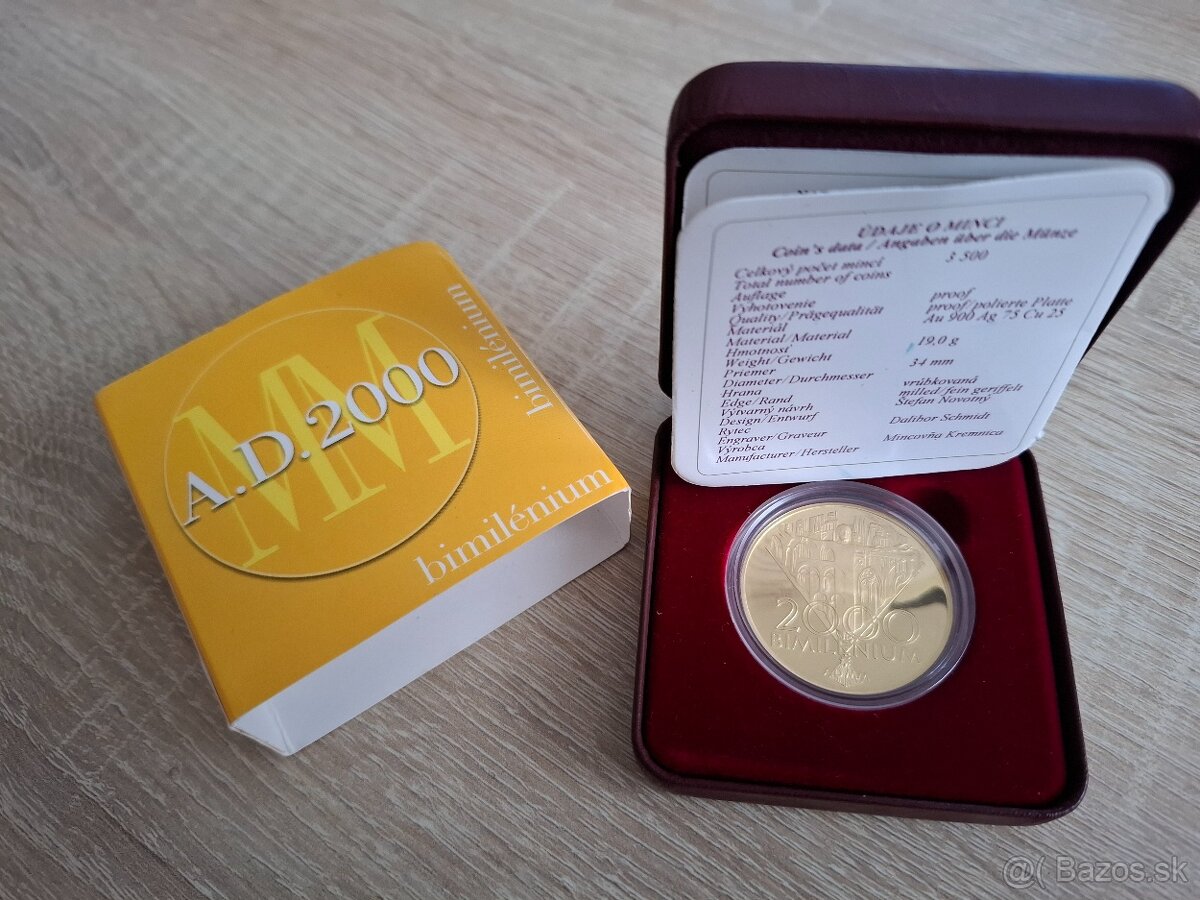 MM
A.D.2000
bimilénium
bimilénium
ÚDAJE O MINCI
Coin's data / Angaben über die Münze
Celkový počet mincí 3 500
Total number of coins
Auflage
Vyhotovenie proof
Quality/Prägequalität proof/polierte Platte
Materiál Au 900 Ag 75 Cu 25
Material/Material
Hmotnosť 19,0 g
Weight/Gewicht
Priemer 34 mm
Diameter/Durchmesser
Hrana vrúbkovaná
Edge/Rand milled/fein geriffelt
Výtvarný návrh Štefan Novotný
Design/Entwurf
Rytec Dalibor Schmidt
Engraver/Graveur
Výrobca Mincovňa Kremnica
Manufacturer/Hersteller
2000
BIMILÉNIUM
@( Bazos.sk